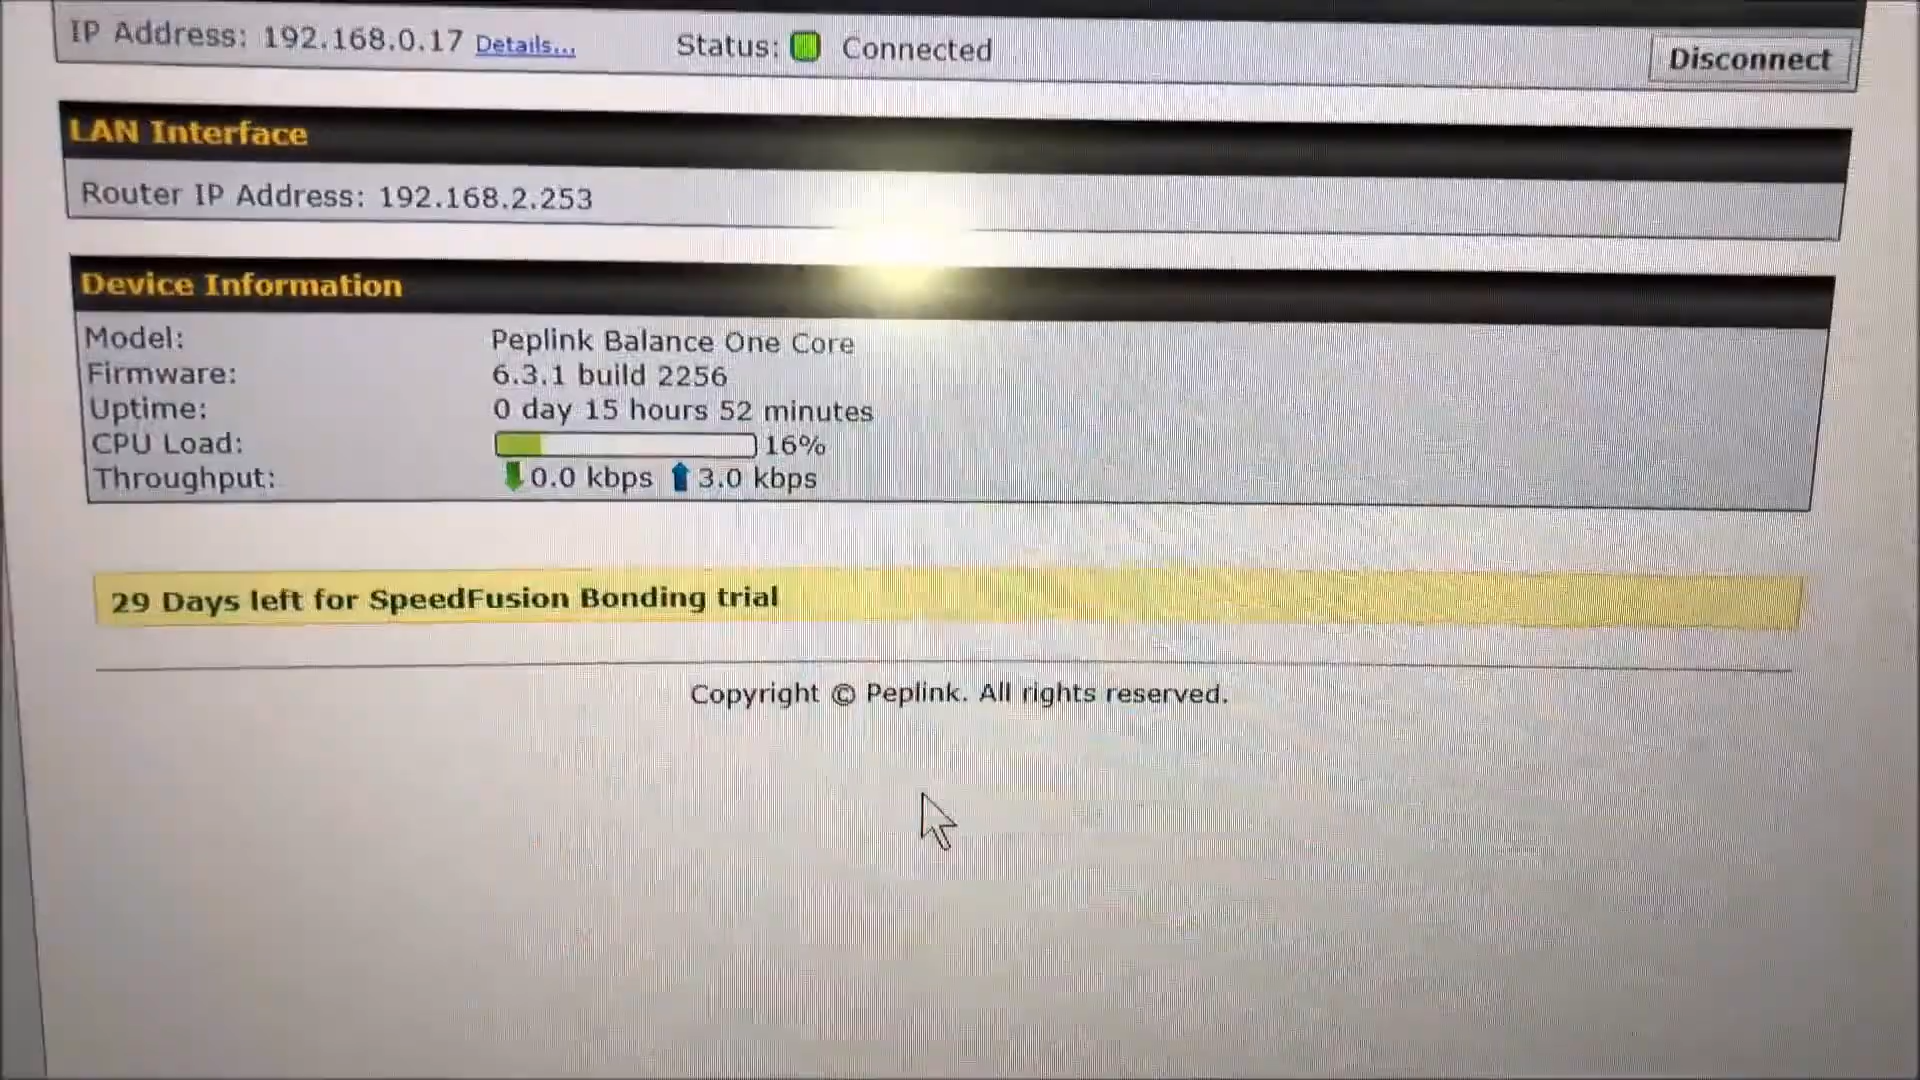 IP Address: 192.168.0.17 Details... Status: Connected Disconnect
LAN Interface
Router IP Address: 192.168.2.253
Device Information
Model: Peplink Balance One Core
Firmware: 6.3.1 build 2256
Uptime: 0 day 15 hours 52 minutes
CPU Load: 16%
Throughput: 0.0 kbps 3.0 kbps
29 Days left for SpeedFusion Bonding trial
Copyright © Peplink. All rights reserved.